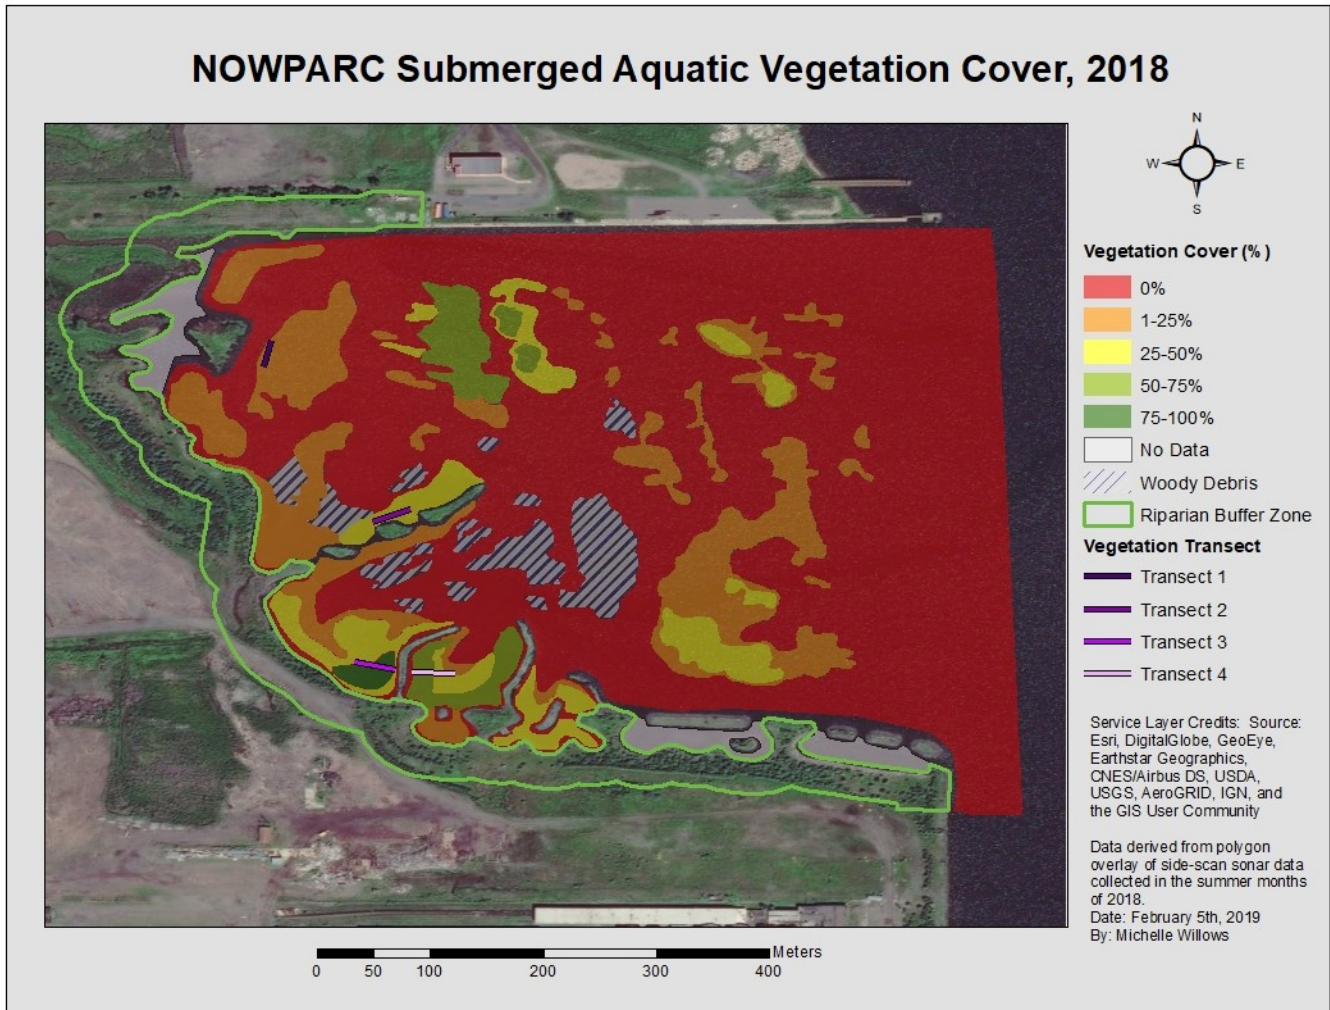 NOWPARC Submerged Aquatic Vegetation Cover, 2018
N
W
E
S
Vegetation Cover (%)
0%
1-25%
25-50%
50-75%
75-100%
No Data
Woody Debris
Riparian Buffer Zone
Vegetation Transect
Transect 1
Transect 2
Transect 3
Transect 4
Service Layer Credits: Source:
Esri, DigitalGlobe, GeoEye,
Earthstar Geographics,
CNES/Airbus DS, USDA,
USGS, AeroGRID, IGN, and
the GIS User Community
Data derived from polygon
overlay of side-scan sonar data
collected in the summer months
of 2018.
Date: February 5th, 2019
By: Michelle Willows
Meters
0 50 100 200 300 400